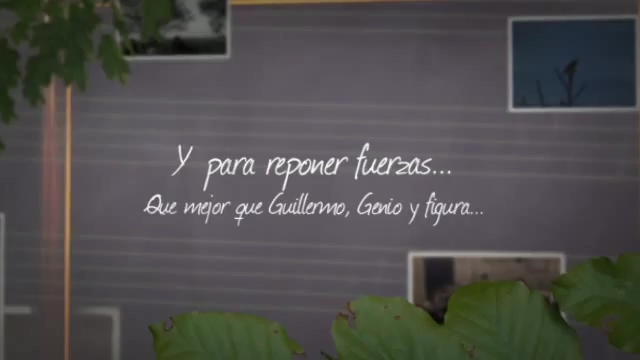 Y para reponer fuerzas...
Que mejor que Guillermo, Genio y figura...